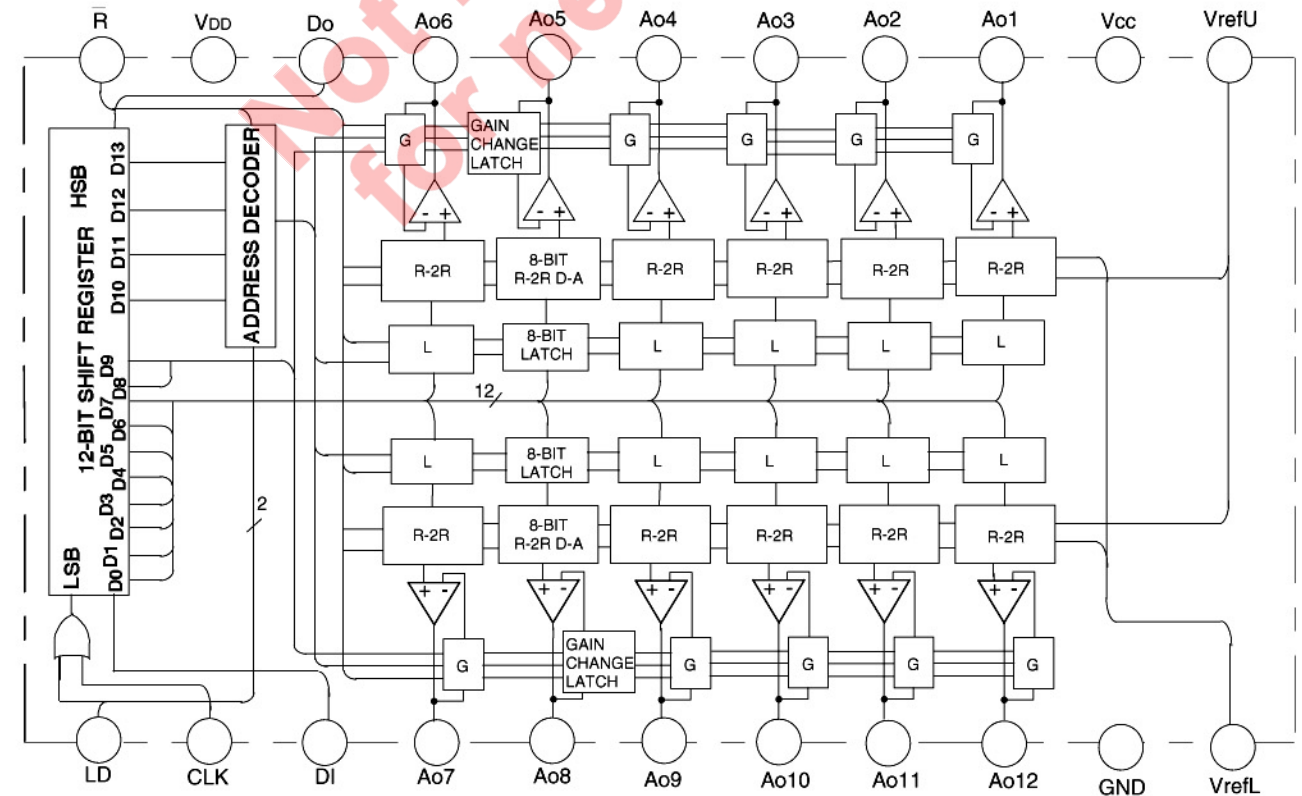 R VDD Do Ao6 Ao5 Ao4 Ao3 Ao2 Ao1 Vcc VrefU
Not
for ne
12-BIT SHIFT REGISTER
HSB
LSB
D13
D12
D11
D10
D9
D8
D7
D6
D5
D4
D3
D2
D1
D0
ADDRESS DECODER
2
G
GAIN
CHANGE
LATCH
G G G G
- + - + - + - + - + - +
R-2R
8-BIT
R-2R D-A
R-2R R-2R R-2R R-2R
L
8-BIT
LATCH
L L L L
12
L
8-BIT
LATCH
L L L L
R-2R
8-BIT
R-2R D-A
R-2R R-2R R-2R R-2R
+ - + - + - + - + - + -
G
GAIN
CHANGE
LATCH
G G G G
LD CLK DI Ao7 Ao8 Ao9 Ao10 Ao11 Ao12 GND VrefL